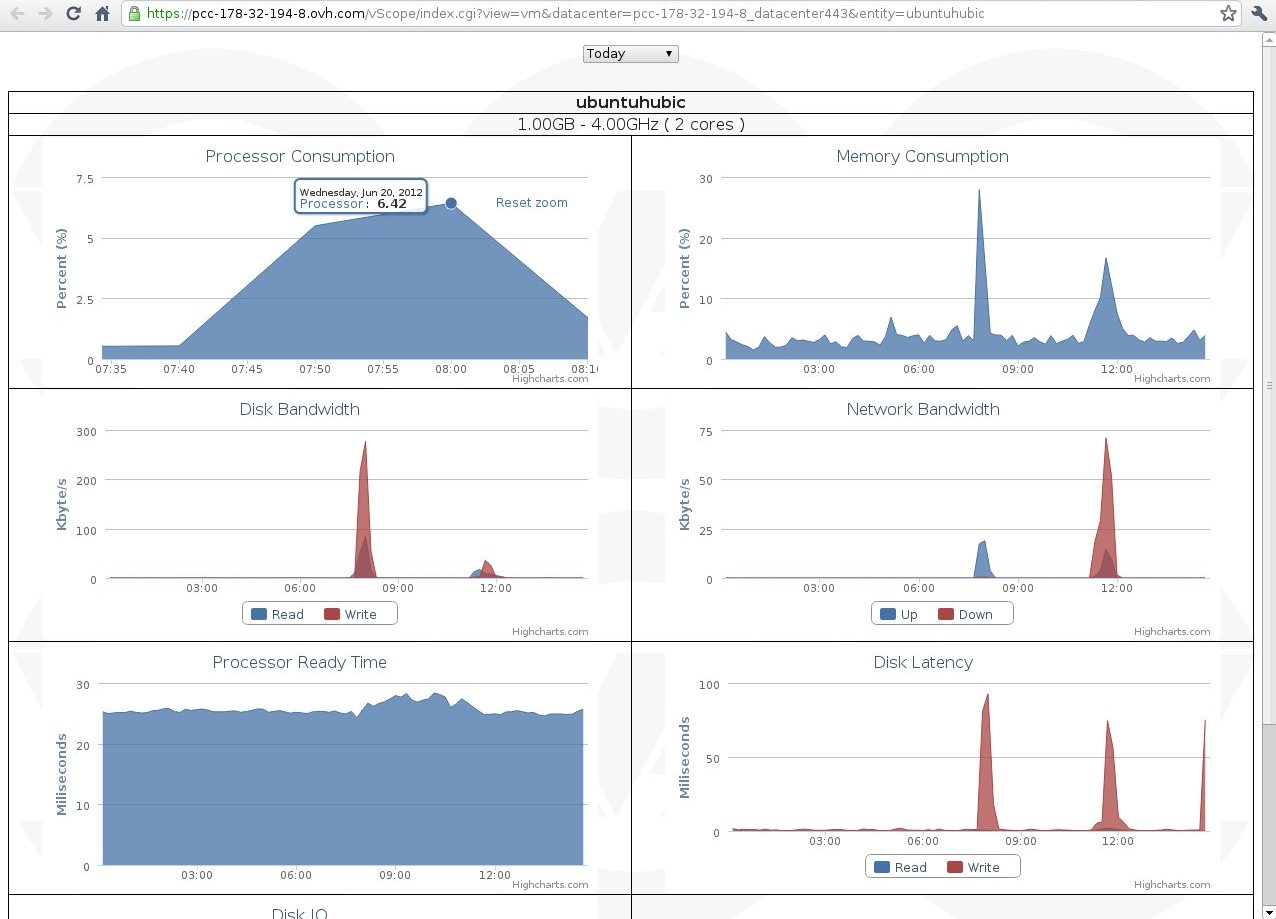 https://pcc-178-32-194-8.ovh.com/vScope/index.cgi?view=vm&datacenter=pcc-178-32-194-8_datacenter443&entity=ubuntuhubic
Today
ubuntuhubic
1.00GB - 4.00GHz ( 2 cores )
Processor Consumption
Percent (%)
7.5
5
2.5
0
Wednesday, Jun 20, 2012
Processor: 6.42
Reset zoom
07:35 07:40 07:45 07:50 07:55 08:00 08:05 08:1
Highcharts.com
Memory Consumption
Percent (%)
30
20
10
0
03:00 06:00 09:00 12:00
Highcharts.com
Disk Bandwidth
Kbyte/s
300
200
100
0
03:00 06:00 09:00 12:00
Read Write
Highcharts.com
Network Bandwidth
Kbyte/s
75
50
25
0
03:00 06:00 09:00 12:00
Up Down
Highcharts.com
Processor Ready Time
Miliseconds
30
20
10
0
03:00 06:00 09:00 12:00
Highcharts.com
Disk Latency
Miliseconds
100
50
0
03:00 06:00 09:00 12:00
Read Write
Highcharts.com
Disk IO